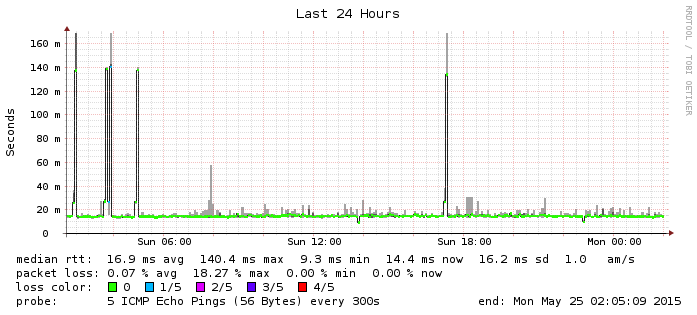 Last 24 Hours
RRDTOOL / TOBI OETIKER
Seconds
160 m
140 m
120 m
100 m
80 m
60 m
40 m
20 m
0
Sun 06:00 Sun 12:00 Sun 18:00 Mon 00:00
median rtt: 16.9 ms avg 140.4 ms max 9.3 ms min 14.4 ms now 16.2 ms sd 1.0 am/s
packet loss: 0.07 % avg 18.27 % max 0.00 % min 0.00 % now
loss color: 0 1/5 2/5 3/5 4/5
probe: 5 ICMP Echo Pings (56 Bytes) every 300s end: Mon May 25 02:05:09 2015